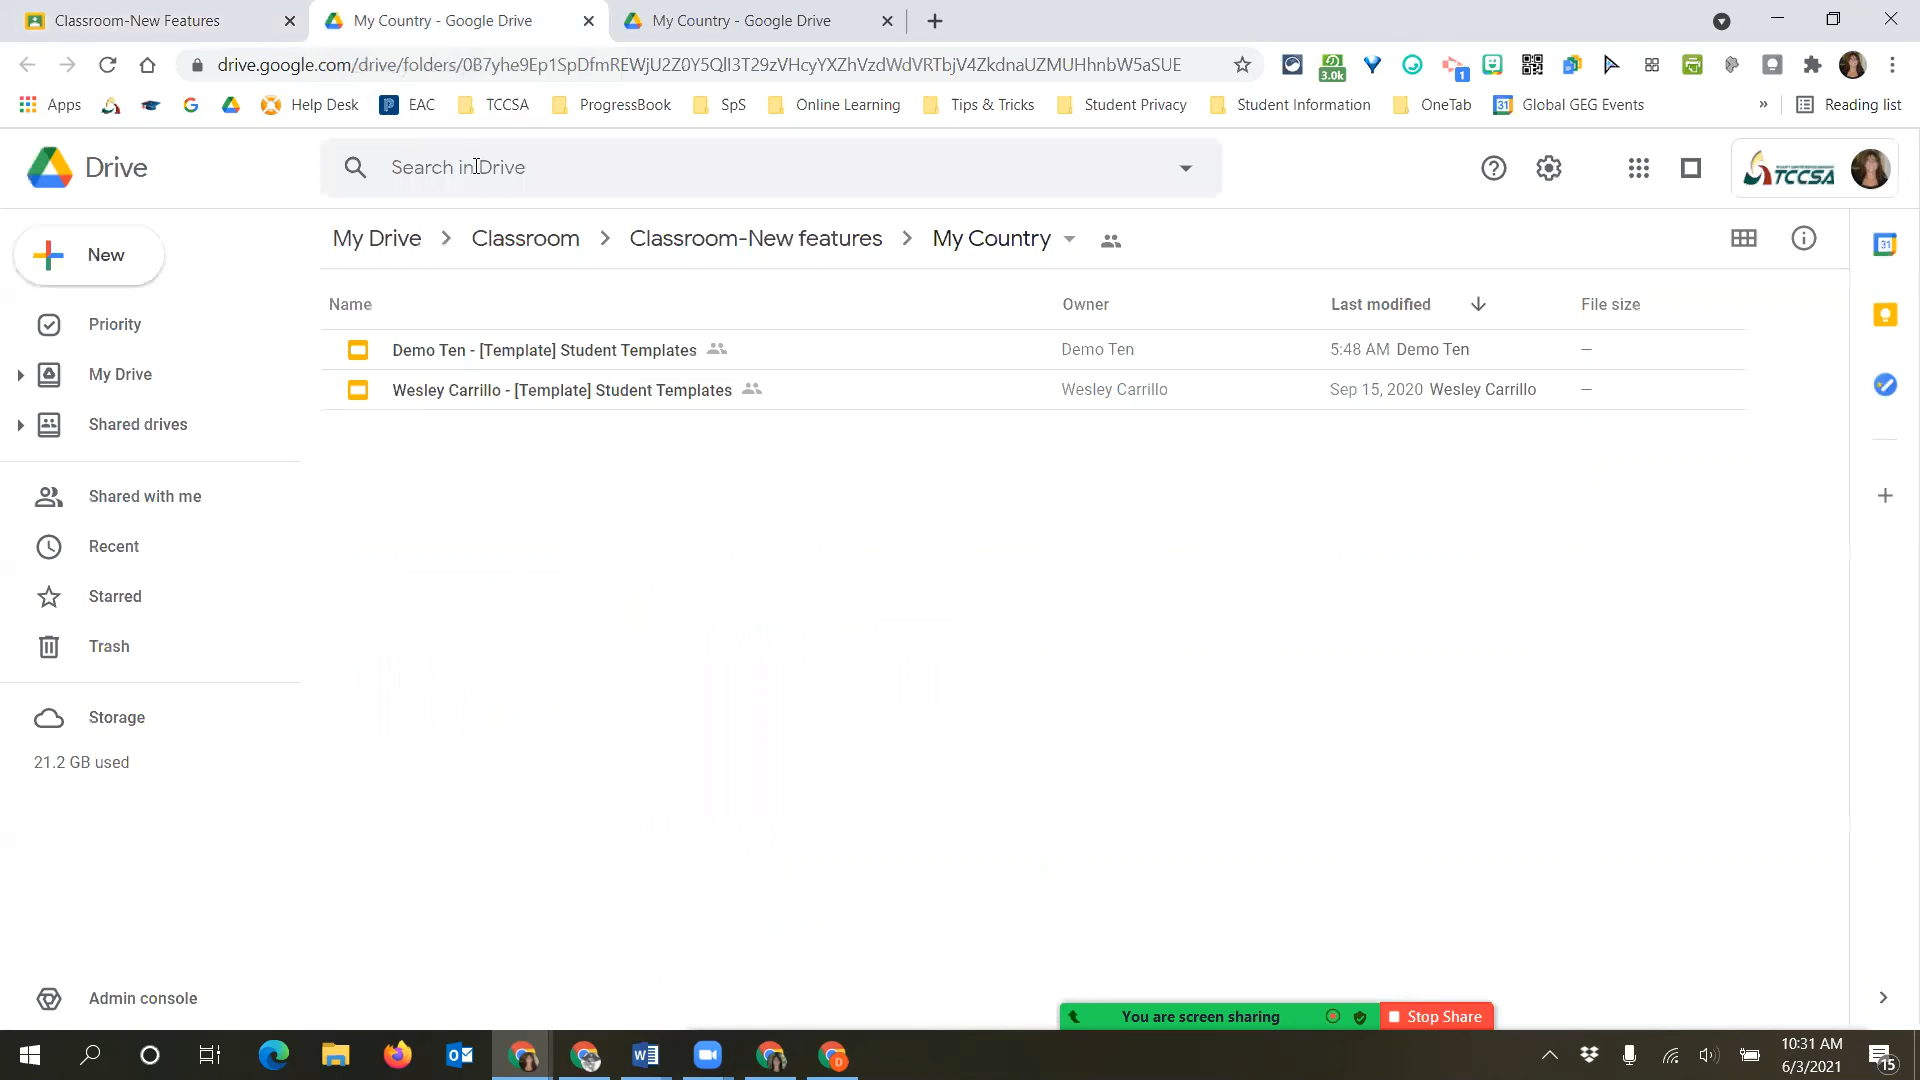 Classroom-New Features
My Country - Google Drive
My Country - Google Drive
drive.google.com/drive/folders/0B7yhe9Ep1SpDfmREWjU2Z0Y5QlI3T29zVHcyYXZhVzdWdVRTbjV4ZkdnaUZMUHhnbW5aSUE
3.0k
1
Apps
Help Desk
EAC
TCCSA
ProgressBook
SpS
Online Learning
Tips & Tricks
Student Privacy
Student Information
OneTab
31
Global GEG Events
»
Reading list
Drive
Search in Drive
TCCSA
New
My Drive > Classroom > Classroom-New features > My Country
31
Name
Owner
Last modified
File size
Priority
Demo Ten - [Template] Student Templates
Demo Ten
5:48 AM Demo Ten
—
My Drive
Wesley Carrillo - [Template] Student Templates
Wesley Carrillo
Sep 15, 2020 Wesley Carrillo
—
Shared drives
Shared with me
Recent
Starred
Trash
Storage
21.2 GB used
Admin console
You are screen sharing
Stop Share
10:31 AM
6/3/2021
15